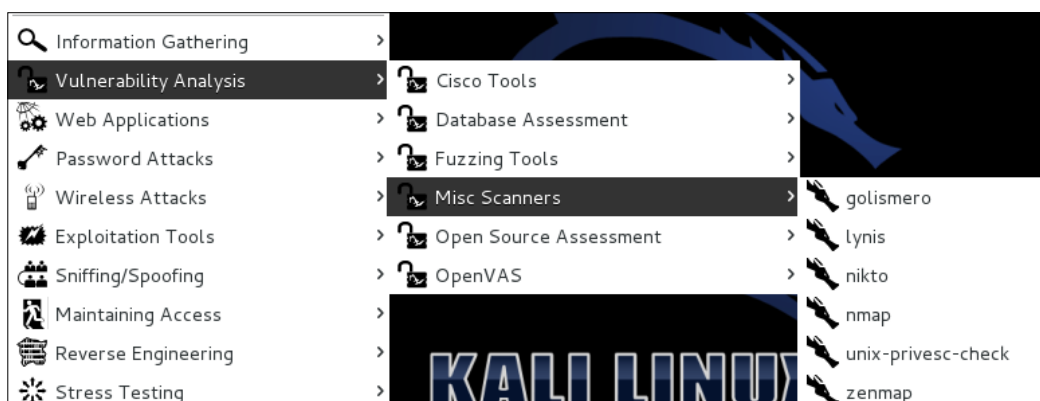 Information Gathering
Vulnerability Analysis
Web Applications
Password Attacks
Wireless Attacks
Exploitation Tools
Sniffing/Spoofing
Maintaining Access
Reverse Engineering
Stress Testing
Cisco Tools
Database Assessment
Fuzzing Tools
Misc Scanners
Open Source Assessment
OpenVAS
golismero
lynis
nikto
nmap
unix-privesc-check
zenmap
KALI LINUX